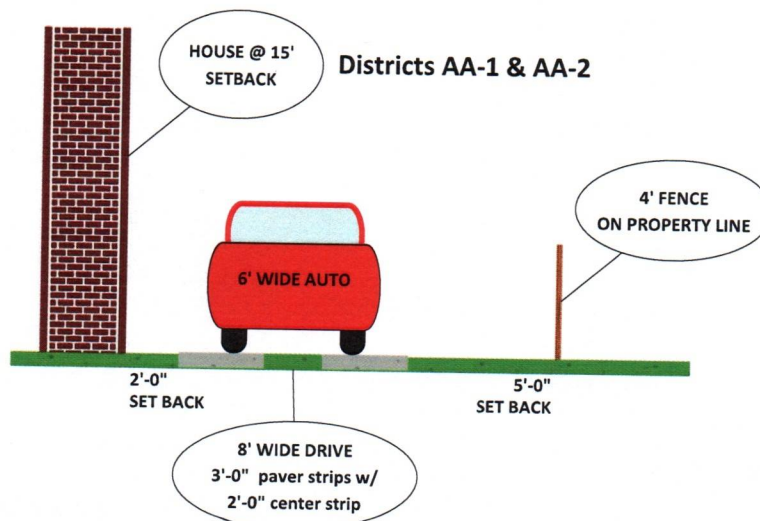 HOUSE @ 15'
SETBACK
Districts AA-1 & AA-2
4' FENCE
ON PROPERTY LINE
6' WIDE AUTO
2'-0"
SET BACK
5'-0"
SET BACK
8' WIDE DRIVE
3'-0" paver strips w/
2'-0" center strip